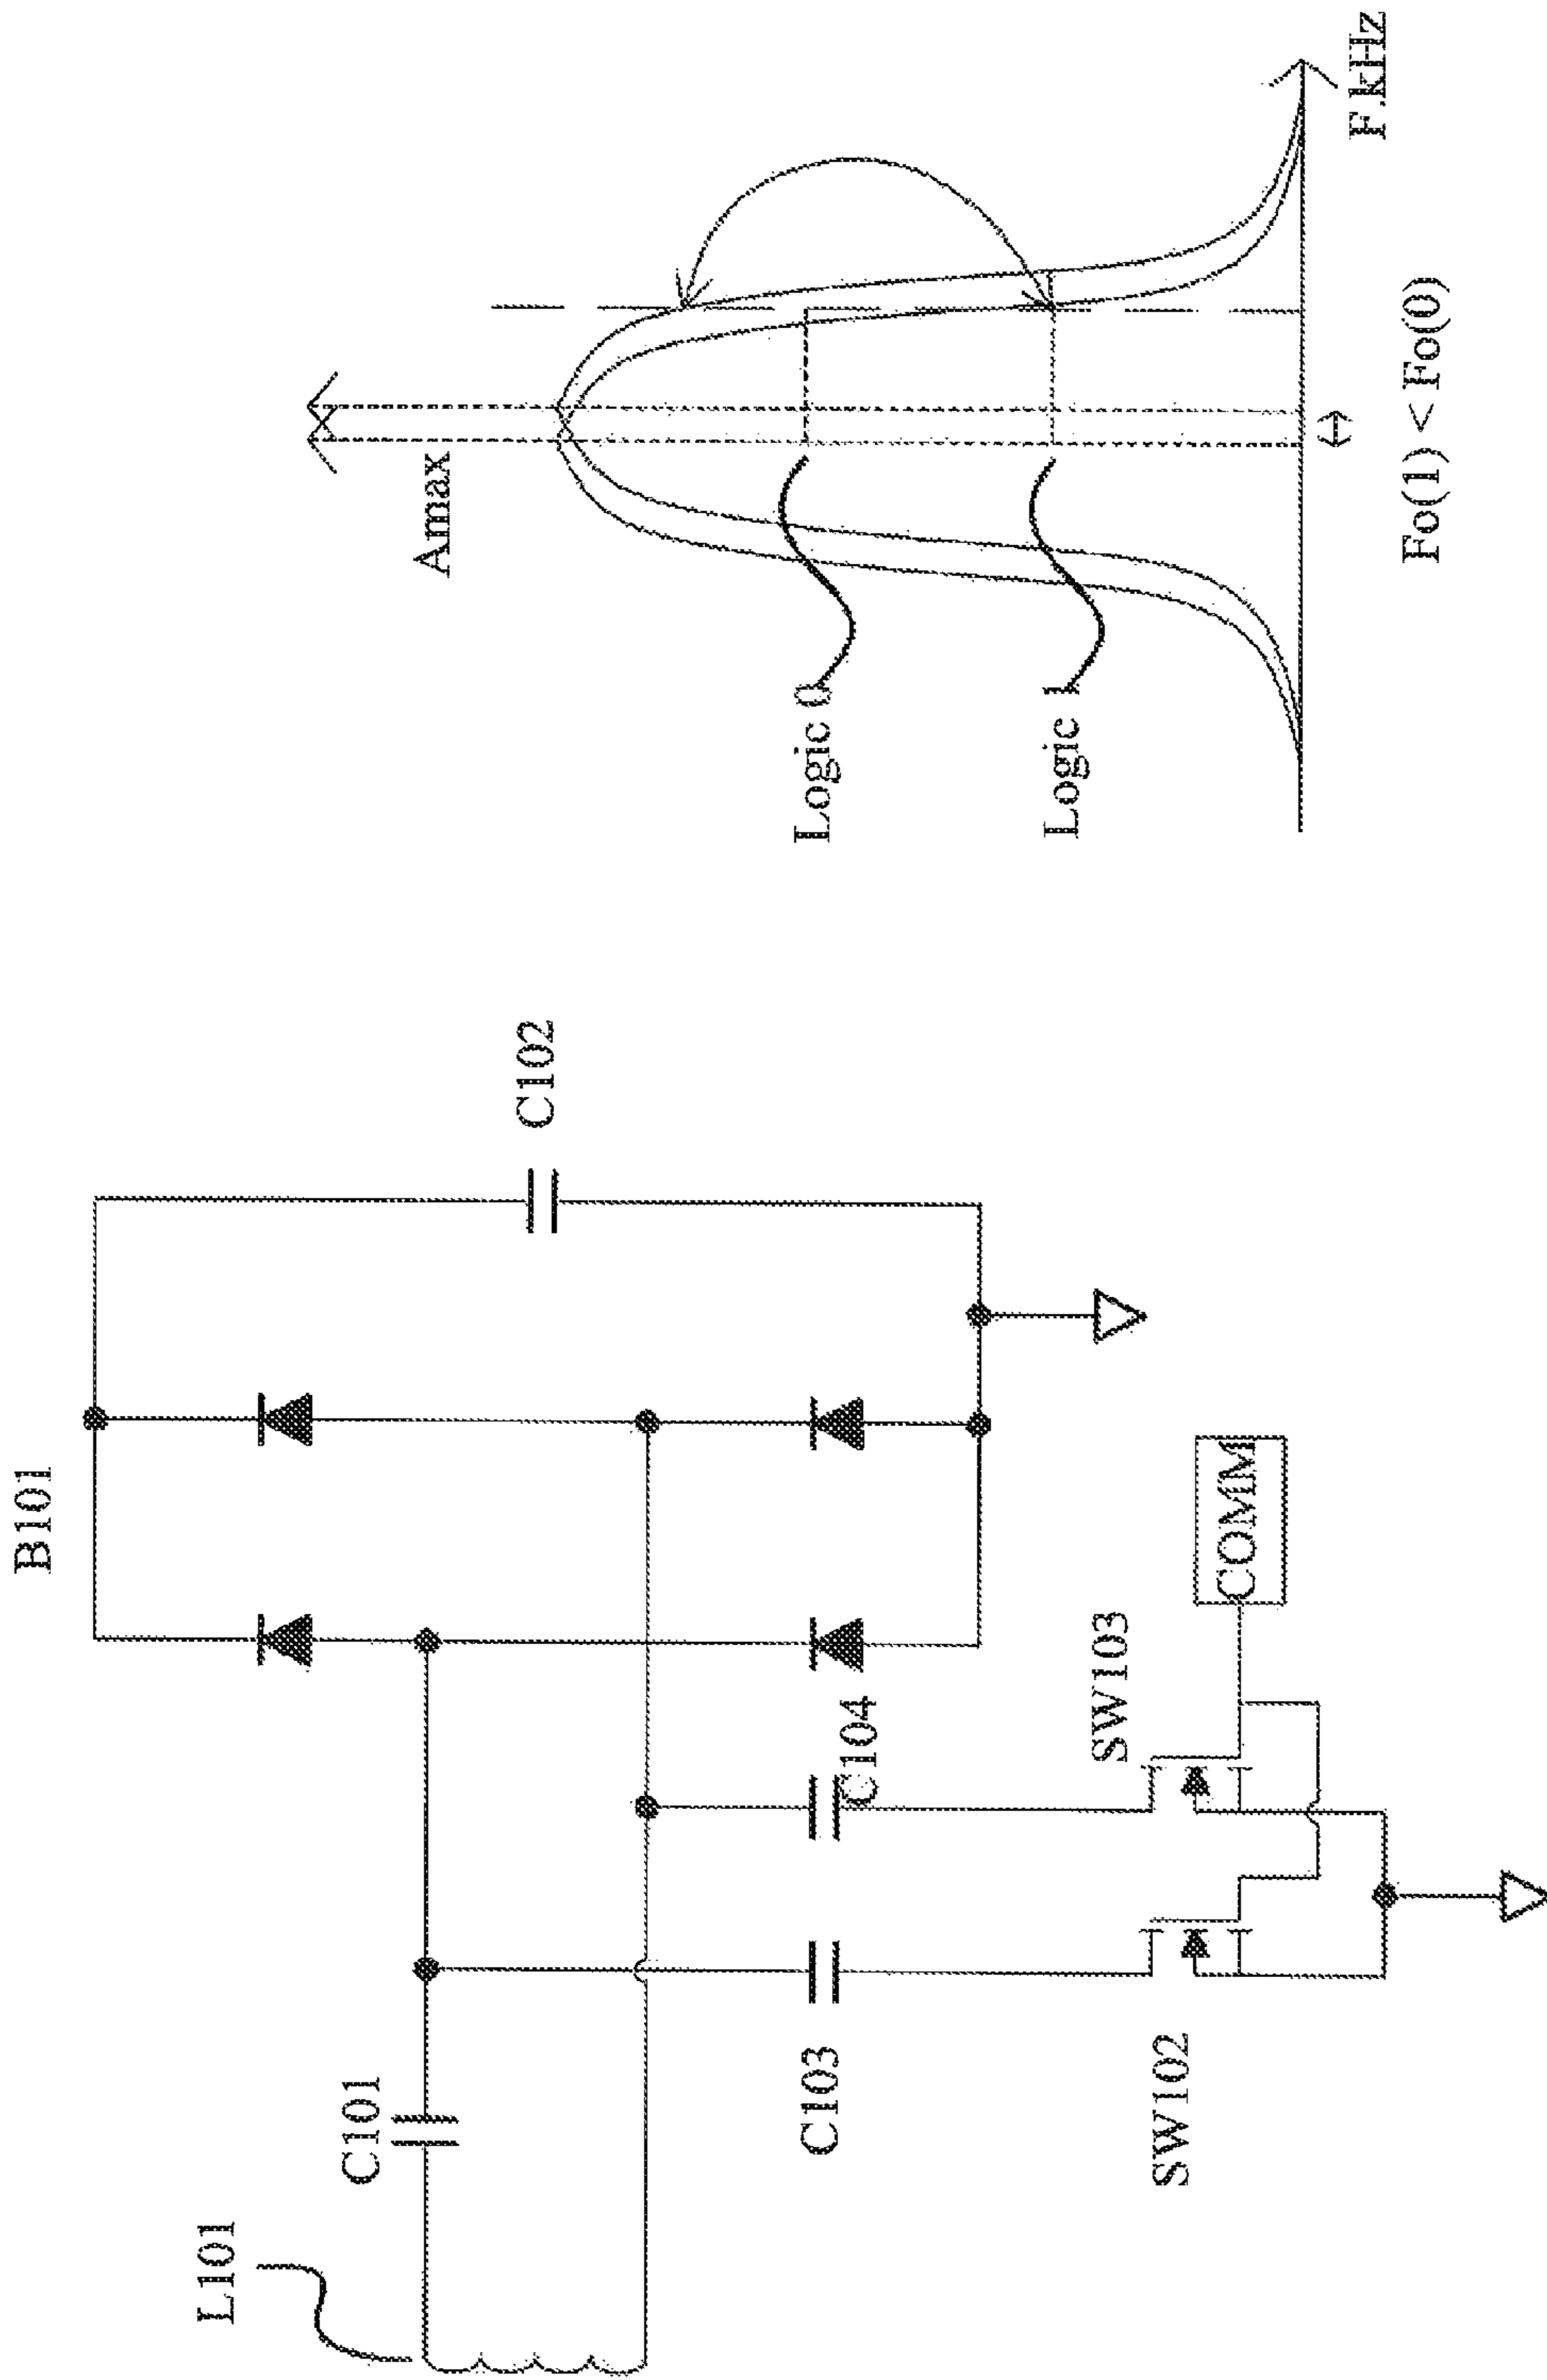 L101
C101
B101
C102
C103
C104
SW102
SW103
COMM
Amax
Logic 0
Logic 1
F.kHz
Fo(1) < Fo(0)